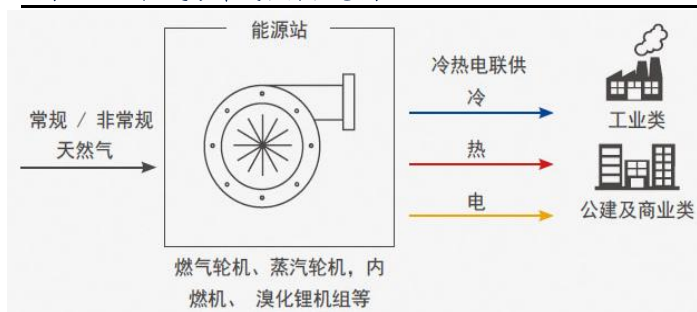 能源站
常规 / 非常规
天然气
冷热电联供
冷
热
电
工业类
公建及商业类
燃气轮机、蒸汽轮机，内
燃机、 溴化锂机组等